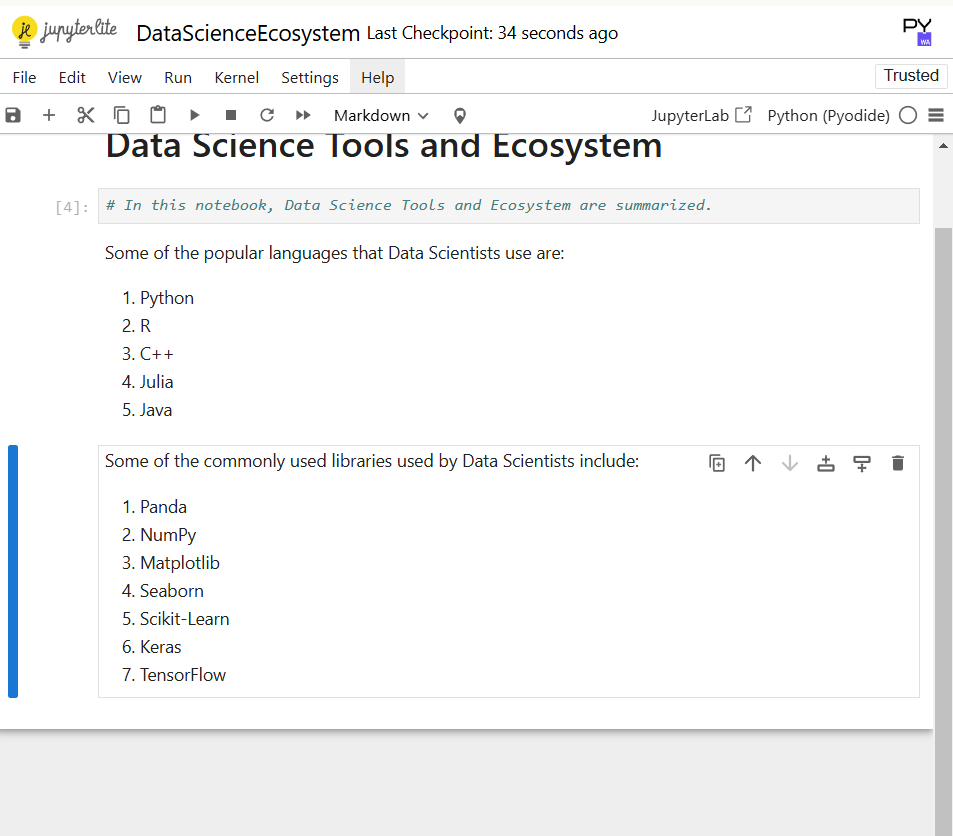 jupyterlite DataScienceEcosystem Last Checkpoint: 34 seconds ago PY WA
File Edit View Run Kernel Settings Help Trusted
Markdown JupyterLab Python (Pyodide)
Data Science Tools and Ecosystem
[4]: # In this notebook, Data Science Tools and Ecosystem are summarized.
Some of the popular languages that Data Scientists use are:
1. Python
2. R
3. C++
4. Julia
5. Java
Some of the commonly used libraries used by Data Scientists include:
1. Panda
2. NumPy
3. Matplotlib
4. Seaborn
5. Scikit-Learn
6. Keras
7. TensorFlow